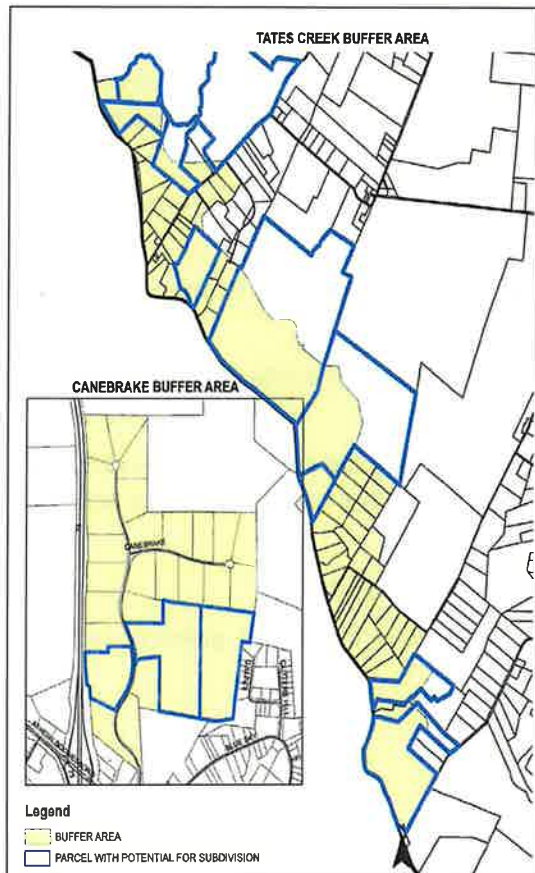 TATES CREEK BUFFER AREA
CANEBRAKE BUFFER AREA
CANEBRAKE
Legend
BUFFER AREA
PARCEL WITH POTENTIAL FOR SUBDIVISION